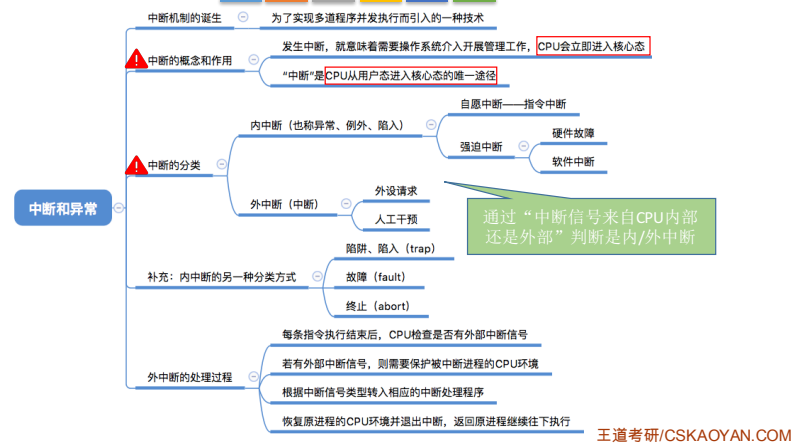 中断机制的诞生
为了实现多道程序并发执行而引入的一种技术
中断的概念和作用
发生中断，就意味着需要操作系统介入开展管理工作，CPU会立即进入核心态
“中断”是CPU从用户态进入核心态的唯一途径
中断和异常
中断的分类
内中断（也称异常、例外、陷入）
自愿中断——指令中断
强迫中断
硬件故障
软件中断
外中断（中断）
外设请求
人工干预
通过“中断信号来自CPU内部
还是外部”判断是内/外中断
补充：内中断的另一种分类方式
陷阱、陷入（trap）
故障（fault）
终止（abort）
外中断的处理过程
每条指令执行结束后，CPU检查是否有外部中断信号
若有外部中断信号，则需要保护被中断进程的CPU环境
根据中断信号类型转入相应的中断处理程序
恢复原进程的CPU环境并退出中断，返回原进程继续往下执行
王道考研/CSKAOYAN.COM